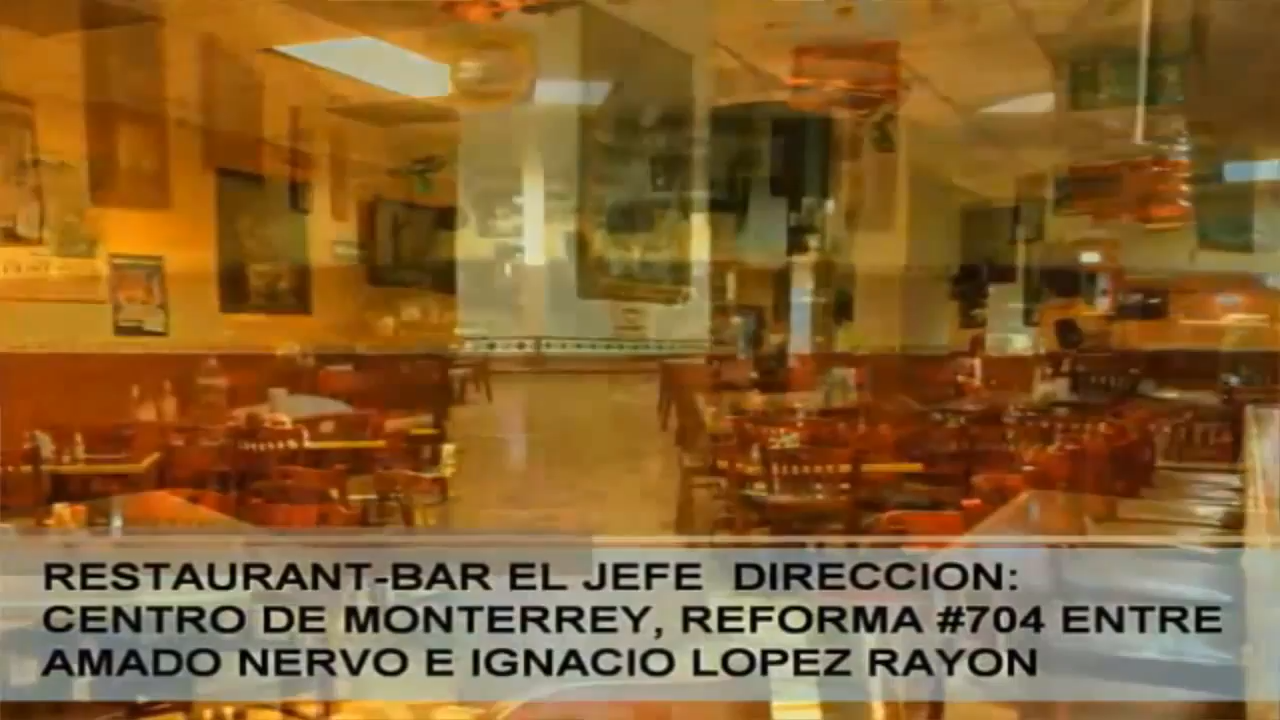 RESTAURANT-BAR EL JEFE DIRECCION:
CENTRO DE MONTERREY, REFORMA #704 ENTRE
AMADO NERVO E IGNACIO LOPEZ RAYON